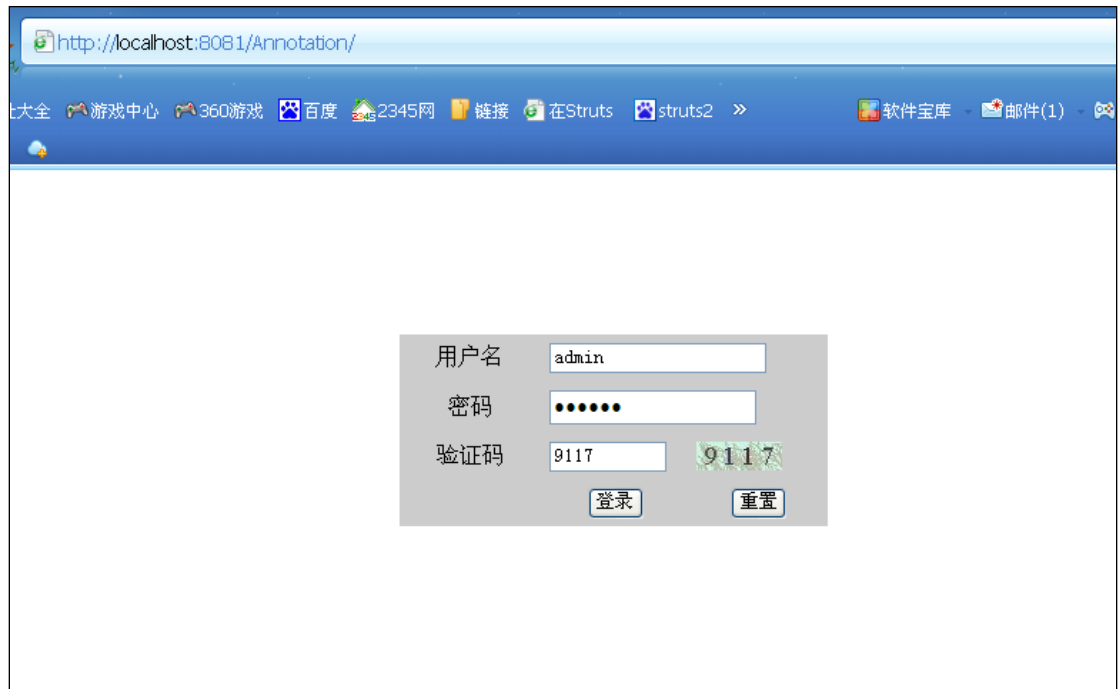 http://localhost:8081/Annotation/
址大全 游戏中心 360游戏 百度 2345网 链接 在Struts struts2 » 软件宝库 邮件(1)
用户名 admin
密码 ●●●●●●
验证码 9117 9117
登录 重置